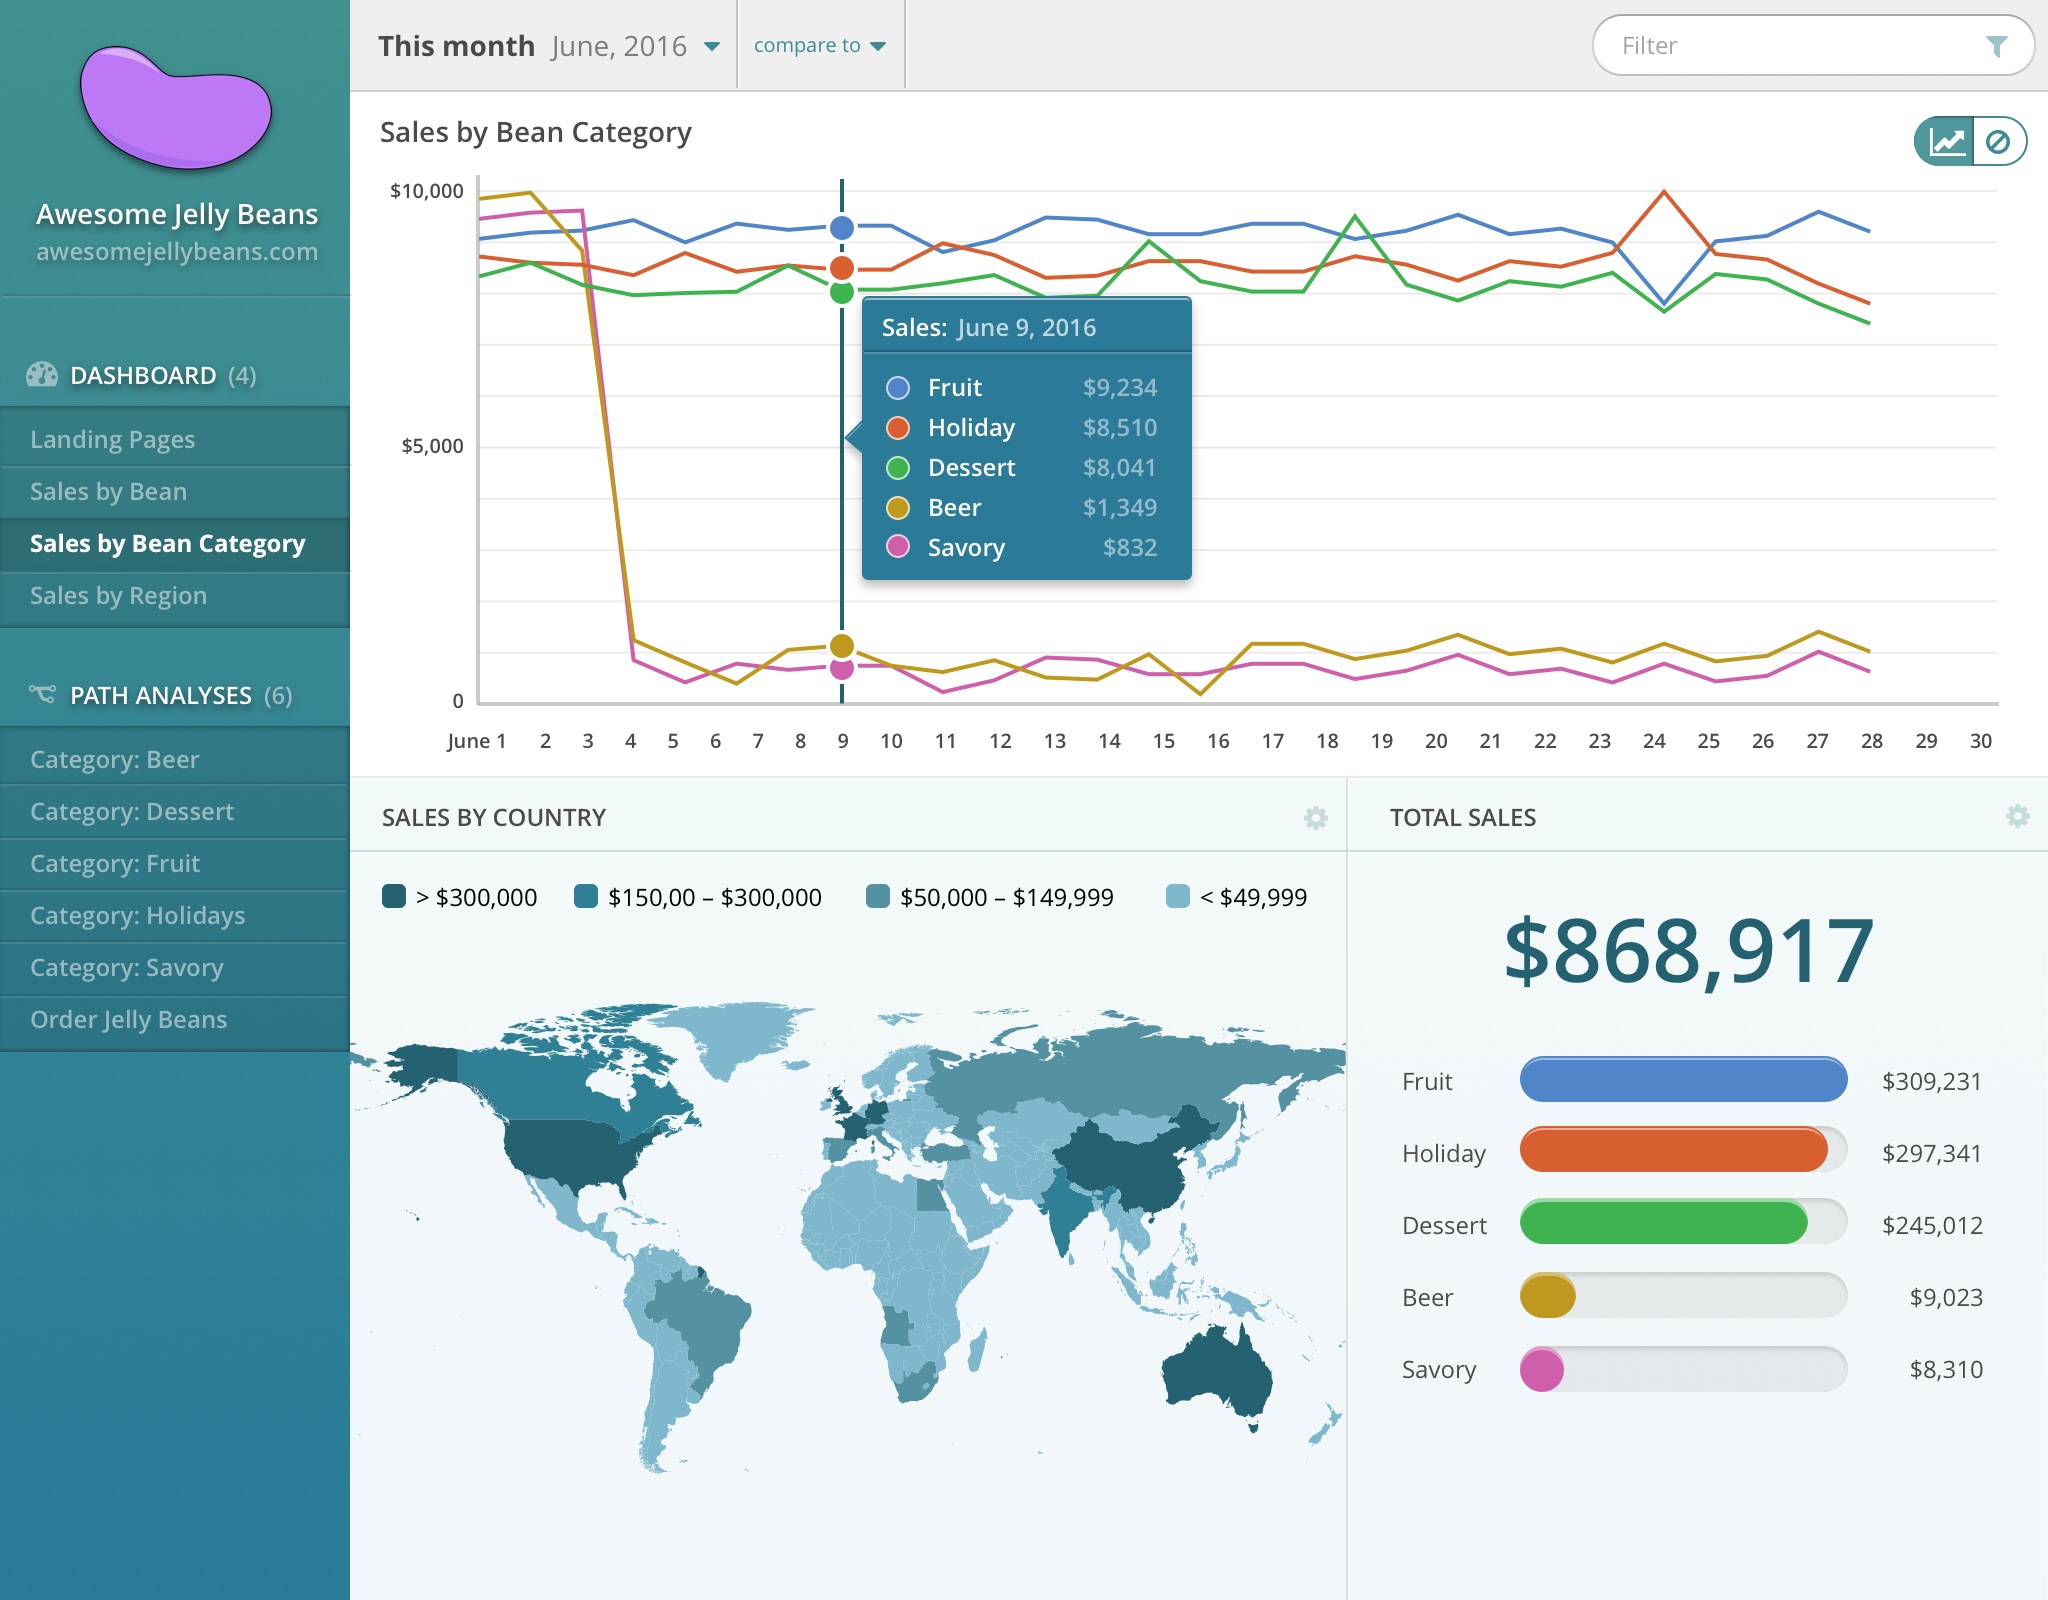 Awesome Jelly Beans
awesomejellybeans.com
DASHBOARD (4)
Landing Pages
Sales by Bean
Sales by Bean Category
Sales by Region
PATH ANALYSES (6)
Category: Beer
Category: Dessert
Category: Fruit
Category: Holidays
Category: Savory
Order Jelly Beans
This month June, 2016
compare to
Filter
Sales by Bean Category
$10,000
$5,000
0
June 1 2 3 4 5 6 7 8 9 10 11 12 13 14 15 16 17 18 19 20 21 22 23 24 25 26 27 28 29 30
Sales: June 9, 2016
Fruit $9,234
Holiday $8,510
Dessert $8,041
Beer $1,349
Savory $832
SALES BY COUNTRY
> $300,000 $150,00 – $300,000 $50,000 – $149,999 < $49,999
TOTAL SALES
$868,917
Fruit $309,231
Holiday $297,341
Dessert $245,012
Beer $9,023
Savory $8,310